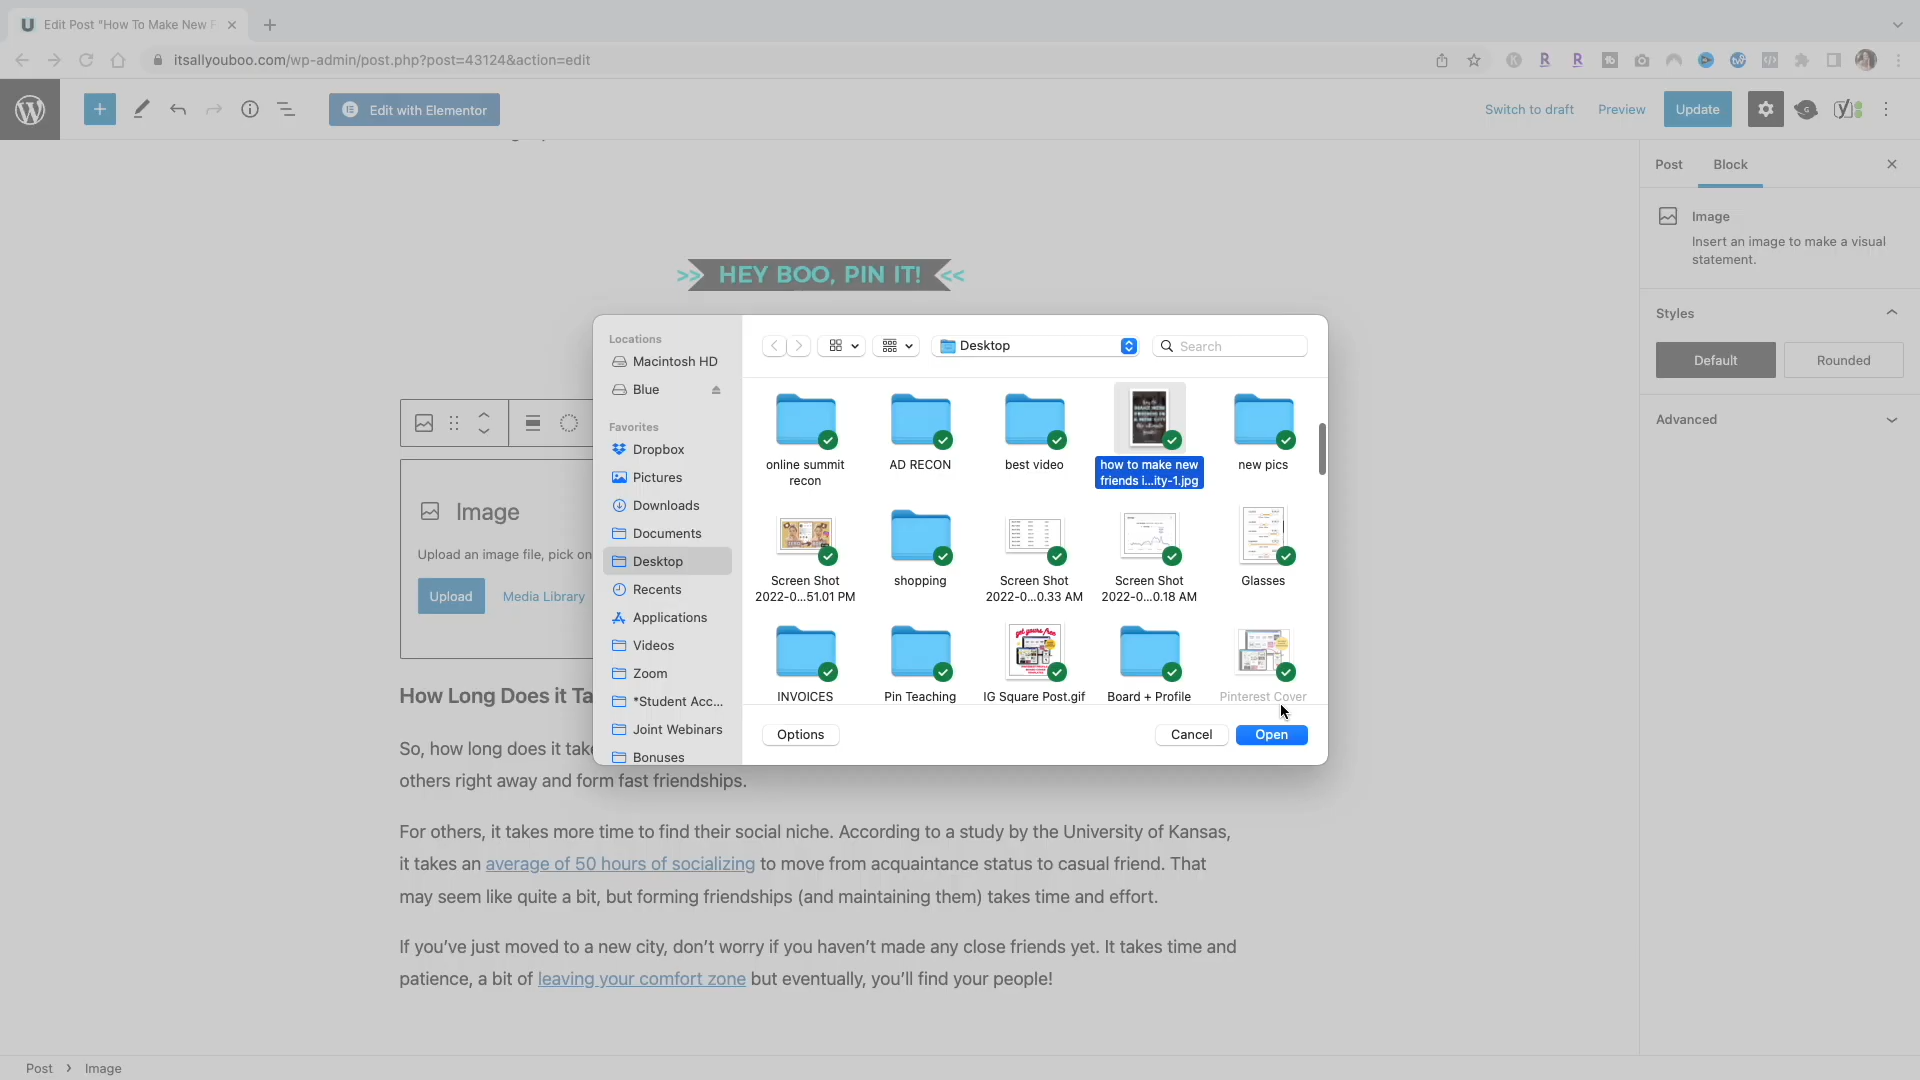 Edit Post "How To Make New F
itsallyouboo.com/wp-admin/post.php?post=43124&action=edit
Edit with Elementor
Switch to draft
Preview
Update
Post
Block
Image
Insert an image to make a visual
statement.
Styles
Default
Rounded
Advanced
>> HEY BOO, PIN IT! <<
Image
Upload an image file, pick on
Upload
Media Library
Locations
Macintosh HD
Blue
Favorites
Dropbox
Pictures
Downloads
Documents
Desktop
Recents
Applications
Videos
Zoom
*Student Acc...
Joint Webinars
Bonuses
Desktop
Search
online summit
recon
AD RECON
best video
how to make new
friends i...ity-1.jpg
new pics
Screen Shot
2022-0...51.01 PM
shopping
Screen Shot
2022-0...0.33 AM
Screen Shot
2022-0...0.18 AM
Glasses
INVOICES
Pin Teaching
IG Square Post.gif
Board + Profile
Pinterest Cover
Options
Cancel
Open
How Long Does it Ta
So, how long does it take
others right away and form fast friendships.
For others, it takes more time to find their social niche. According to a study by the University of Kansas,
it takes an average of 50 hours of socializing to move from acquaintance status to casual friend. That
may seem like quite a bit, but forming friendships (and maintaining them) takes time and effort.
If you've just moved to a new city, don't worry if you haven't made any close friends yet. It takes time and
patience, a bit of leaving your comfort zone but eventually, you'll find your people!
Post > Image